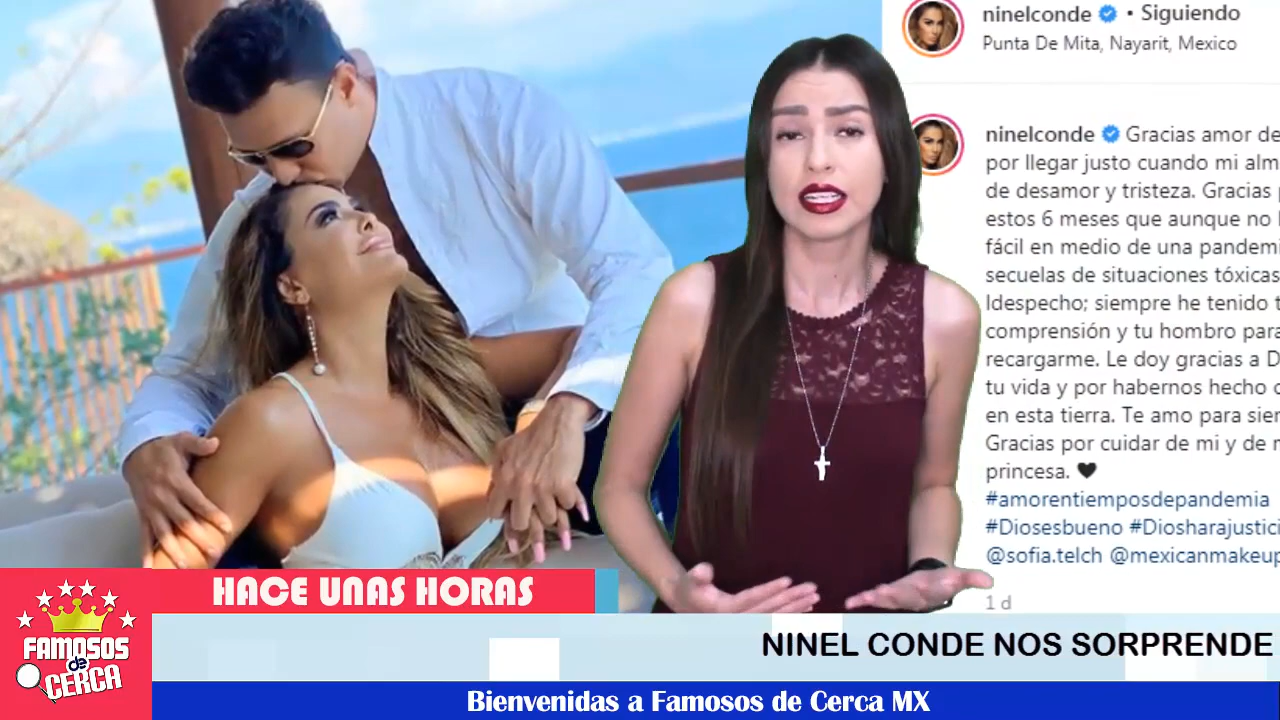 ninelconde • Siguiendo
Punta De Mita, Nayarit, Mexico
ninelconde Gracias amor de
por llegar justo cuando mi alm
de desamor y tristeza. Gracias p
estos 6 meses que aunque no
fácil en medio de una pandemi
secuelas de situaciones tóxicas
ldespecho; siempre he tenido t
comprensión y tu hombro para
recargarme. Le doy gracias a D
tu vida y por habernos hecho c
en esta tierra. Te amo para sier
Gracias por cuidar de mi y de m
princesa. 🖤
#amorentiemposdepandemia
#Diosesbueno #Diosharajustici
@sofia.telch @mexicanmakeup
1 d
HACE UNAS HORAS
FAMOSOS
de
CERCA
NINEL CONDE NOS SORPRENDE
Bienvenidas a Famosos de Cerca MX